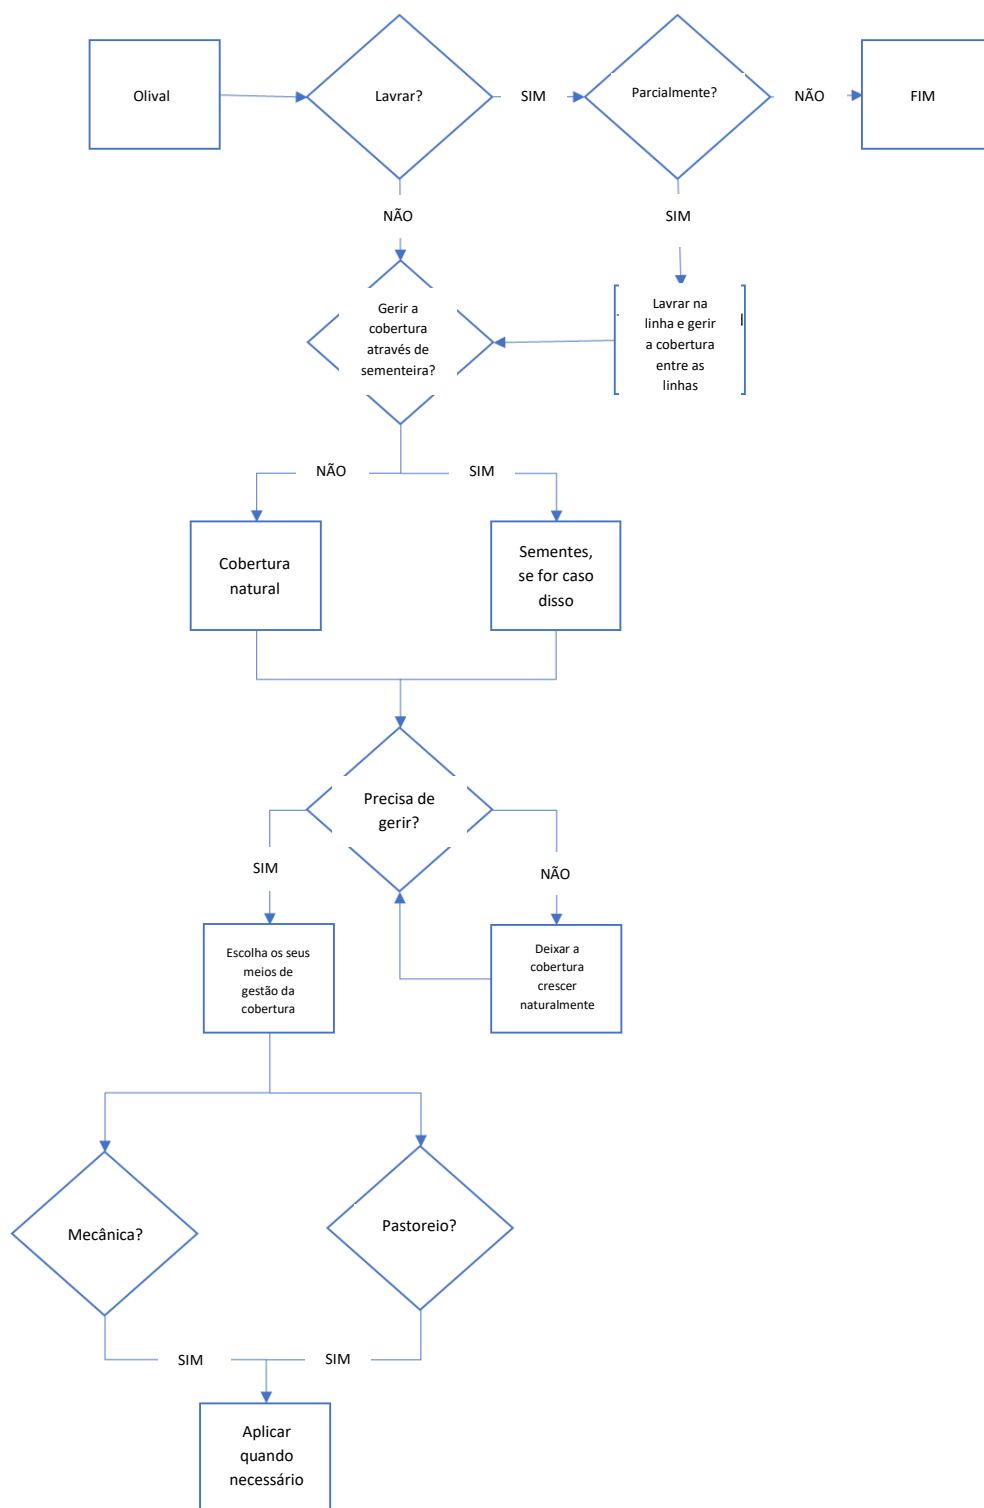 Olival
Lavrar?
SIM
Parcialmente?
NÃO
FIM
NÃO
SIM
Gerir a
cobertura
através de
sementeira?
Lavrar na
linha e gerir
a cobertura
entre as
linhas
NÃO
SIM
Cobertura
natural
Sementes,
se for caso
disso
Precisa de
gerir?
SIM
NÃO
Escolha os seus
meios de
gestão da
cobertura
Deixar a
cobertura
crescer
naturalmente
Mecânica?
Pastoreio?
SIM
SIM
Aplicar
quando
necessário